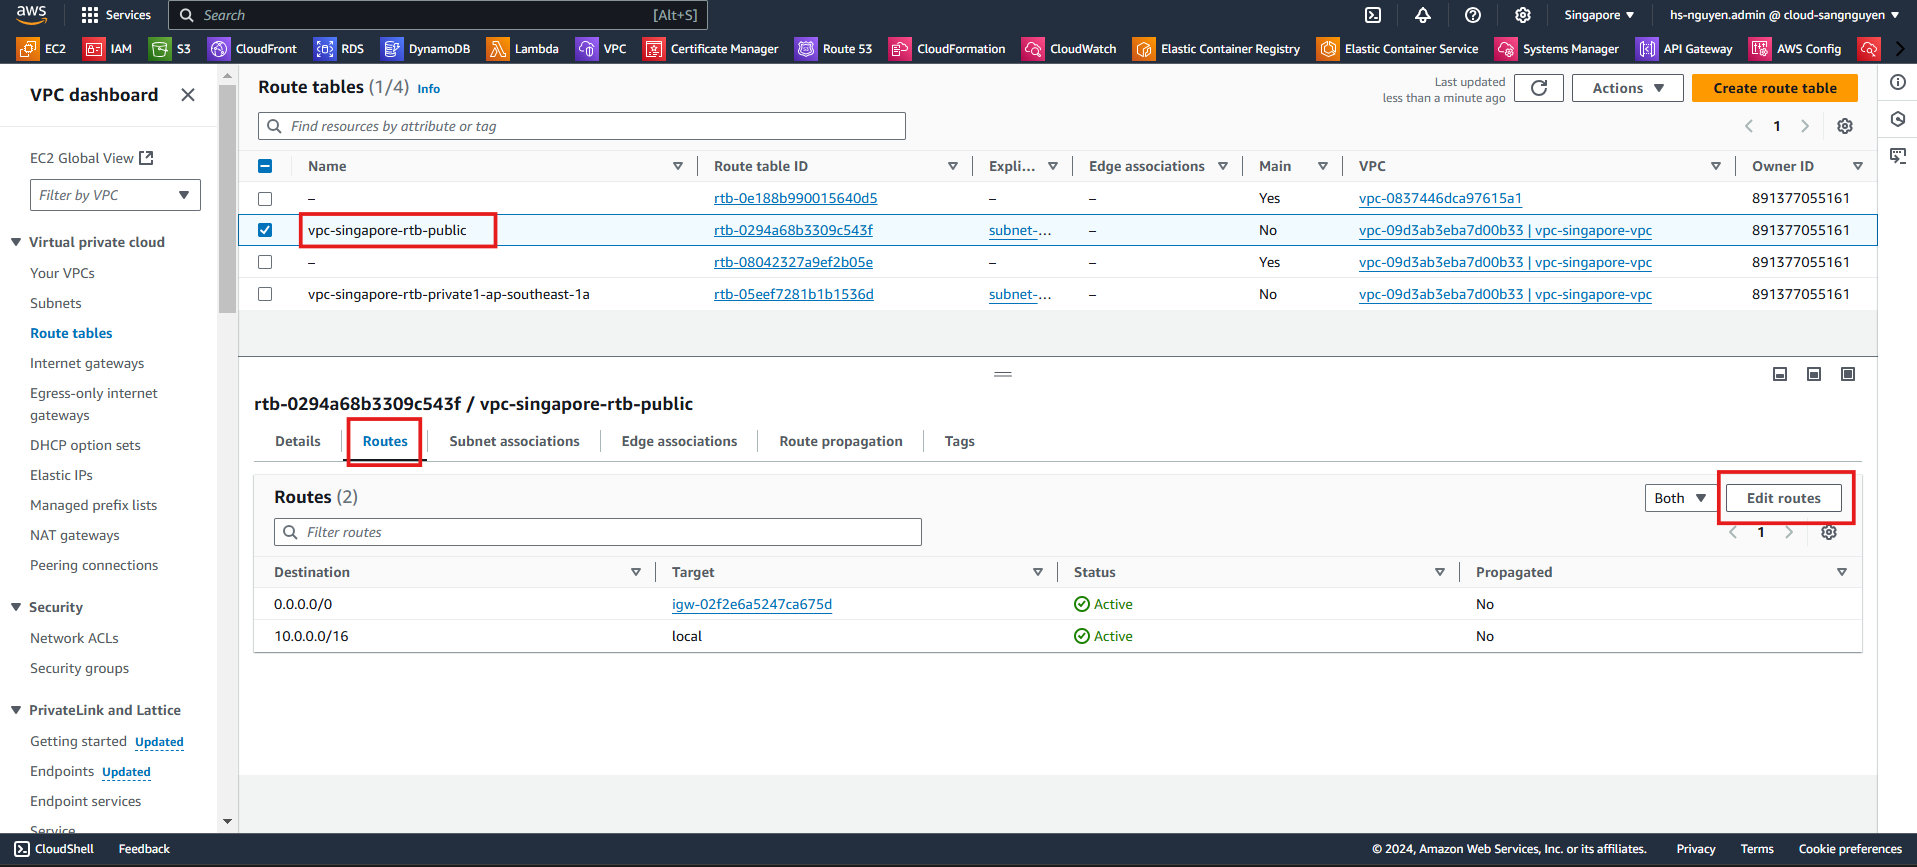 aws Services Search [Alt+S] Singapore hs-nguyen.admin @ cloud-sangnguyen
EC2 IAM S3 CloudFront RDS DynamoDB Lambda VPC Certificate Manager Route 53 CloudFormation CloudWatch Elastic Container Registry Elastic Container Service Systems Manager API Gateway AWS Config
VPC dashboard
EC2 Global View
Filter by VPC
Virtual private cloud
Your VPCs
Subnets
Route tables
Internet gateways
Egress-only internet
gateways
DHCP option sets
Elastic IPs
Managed prefix lists
NAT gateways
Peering connections
Security
Network ACLs
Security groups
PrivateLink and Lattice
Getting started Updated
Endpoints Updated
Endpoint services
Service
Route tables (1/4) Info
Last updated
less than a minute ago
Actions Create route table
Find resources by attribute or tag
1
Name Route table ID Expli... Edge associations Main VPC Owner ID
– rtb-0e188b990015640d5 – – Yes vpc-0837446dca97615a1 891377055161
vpc-singapore-rtb-public rtb-0294a68b3309c543f subnet-... – No vpc-09d3ab3eba7d00b33 | vpc-singapore-vpc 891377055161
– rtb-08042327a9ef2b05e – – Yes vpc-09d3ab3eba7d00b33 | vpc-singapore-vpc 891377055161
vpc-singapore-rtb-private1-ap-southeast-1a rtb-05eef7281b1b1536d subnet-... – No vpc-09d3ab3eba7d00b33 | vpc-singapore-vpc 891377055161
rtb-0294a68b3309c543f / vpc-singapore-rtb-public
Details Routes Subnet associations Edge associations Route propagation Tags
Routes (2) Both Edit routes
Filter routes 1
Destination Target Status Propagated
0.0.0.0/0 igw-02f2e6a5247ca675d Active No
10.0.0.0/16 local Active No
CloudShell Feedback © 2024, Amazon Web Services, Inc. or its affiliates. Privacy Terms Cookie preferences